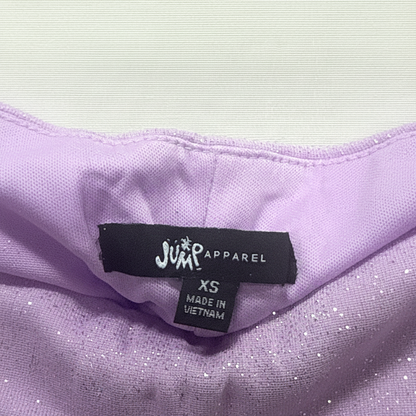 JUMP APPAREL
XS
MADE IN
VIETNAM